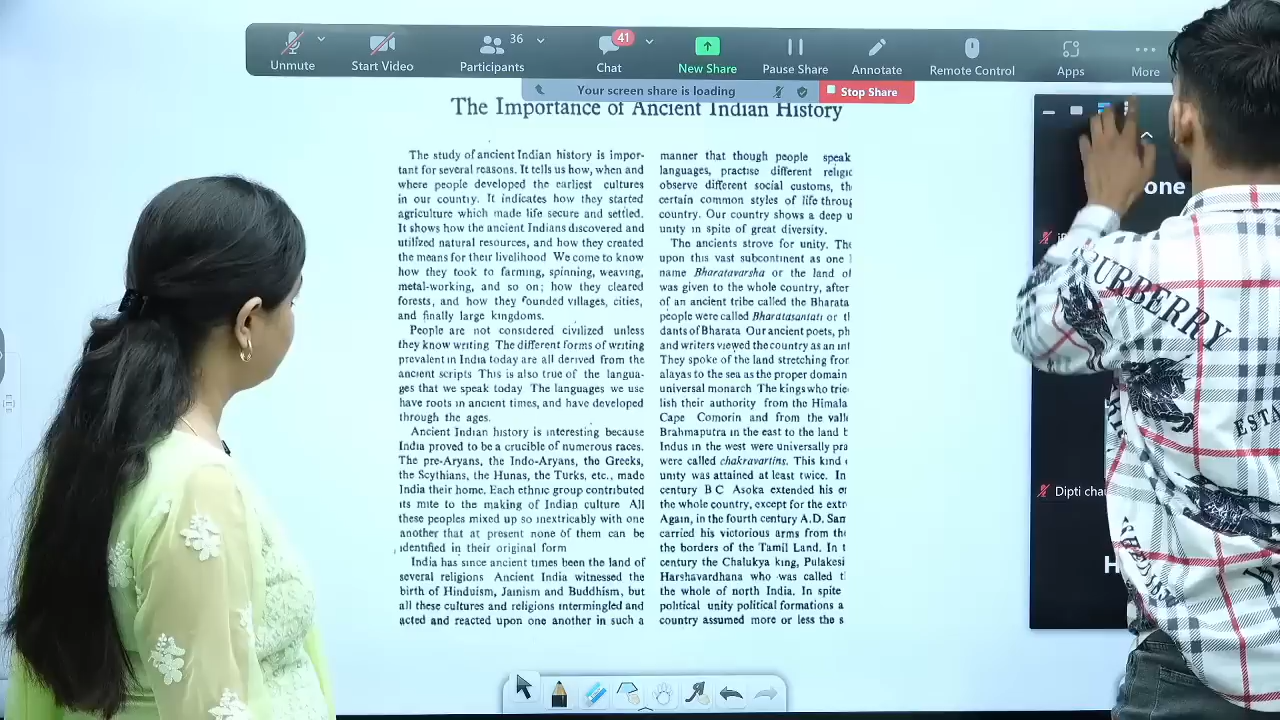 Unmute
Start Video
Participants
36
Chat
41
New Share
Pause Share
Annotate
Remote Control
Apps
More
Your screen share is loading
Stop Share
The Importance of Ancient Indian History
The study of ancient Indian history is impor-
tant for several reasons. It tells us how, when and
where people developed the earliest cultures
in our country. It indicates how they started
agriculture which made life secure and settled.
It shows how the ancient Indians discovered and
utilized natural resources, and how they created
the means for their livelihood We come to know
how they took to farming, spinning, weaving,
metal-working, and so on; how they cleared
forests, and how they founded villages, cities,
and finally large kingdoms.
People are not considered civilized unless
they know writing The different forms of writing
prevalent in India today are all derived from the
ancient scripts This is also true of the langua-
ges that we speak today The languages we use
have roots in ancient times, and have developed
through the ages.
Ancient Indian history is interesting because
India proved to be a crucible of numerous races.
The pre-Aryans, the Indo-Aryans, the Greeks,
the Scythians, the Hunas, the Turks, etc., made
India their home. Each ethnic group contributed
its mite to the making of Indian culture All
these peoples mixed up so inextricably with one
another that at present none of them can be
identified in their original form
India has since ancient times been the land of
several religions Ancient India witnessed the
birth of Hinduism, Jainism and Buddhism, but
all these cultures and religions intermingled and
acted and reacted upon one another in such a
manner that though people speak
languages, practise different
observe different social customs,
certain common styles of life
country. Our country shows a deep
unity in spite of great diversity.
The ancients strove for unity.
upon this vast subcontinent as one
name Bharatavarsha or the land
was given to the whole country, after
of an ancient tribe called the Bharata
people were called Bharatasantati or
dants of Bharata Our ancient poets,
and writers viewed the country as an
They spoke of the land stretching
alayas to the sea as the proper domain
universal monarch The kings who
lish their authority from the
Cape Comorin and from the
Brahmaputra in the east to the land
Indus in the west were universally
were called chakravartins. This kind
unity was attained at least twice. In
century B C Asoka extended his
the whole country, except for the
Again, in the fourth century A.D.
carried his victorious arms from
the borders of the Tamil Land. In
century the Chalukya king,
Harshavardhana who was called
the whole of north India. In spite
political unity political formations
country assumed more or less the
one
Dipti
BURBERRY